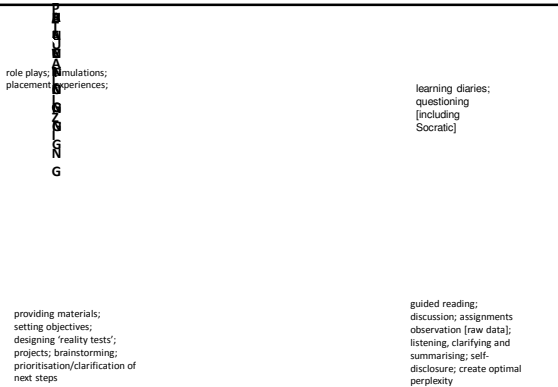 role plays; simulations;
placement experiences;
learning diaries;
questioning
[including
Socratic]
providing materials;
setting objectives;
designing ‘reality tests’;
projects; brainstorming;
prioritisation/clarification of
next steps
guided reading;
discussion; assignments
observation [raw data];
listening, clarifying and
summarising; self-
disclosure; create optimal
perplexity